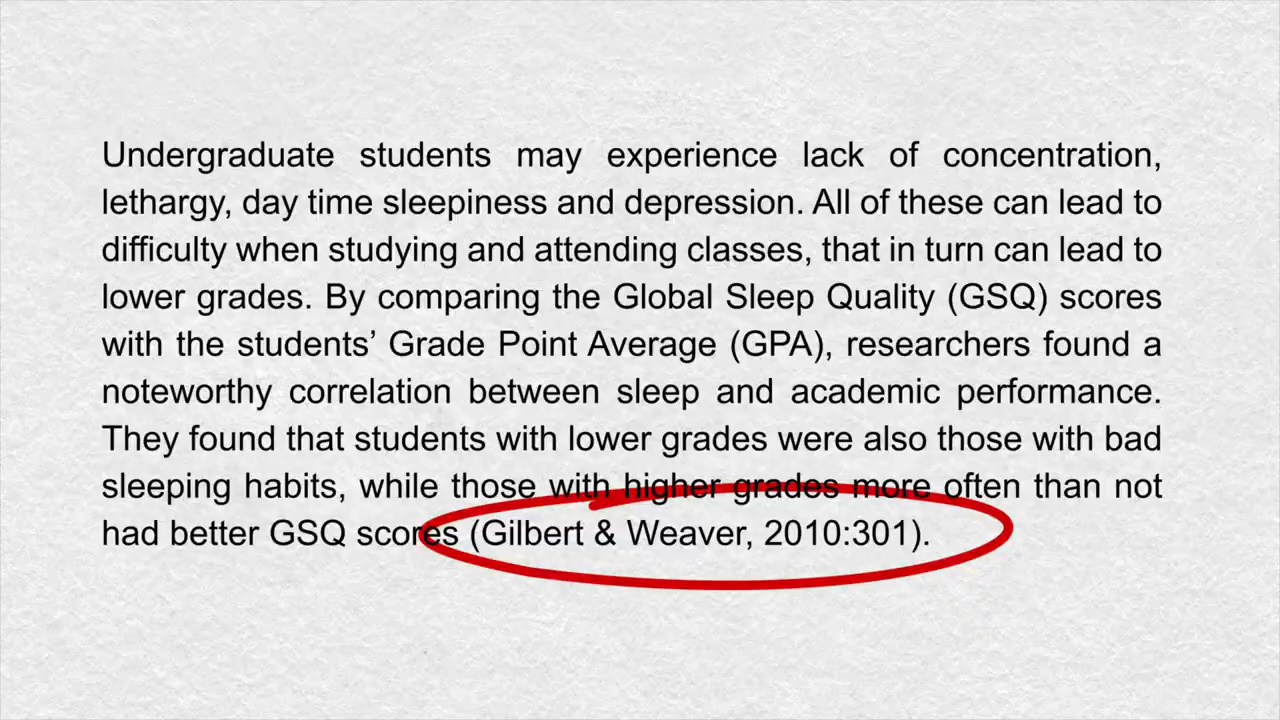 Undergraduate students may experience lack of concentration,
lethargy, day time sleepiness and depression. All of these can lead to
difficulty when studying and attending classes, that in turn can lead to
lower grades. By comparing the Global Sleep Quality (GSQ) scores
with the students’ Grade Point Average (GPA), researchers found a
noteworthy correlation between sleep and academic performance.
They found that students with lower grades were also those with bad
sleeping habits, while those with higher grades more often than not
had better GSQ scores (Gilbert & Weaver, 2010:301).